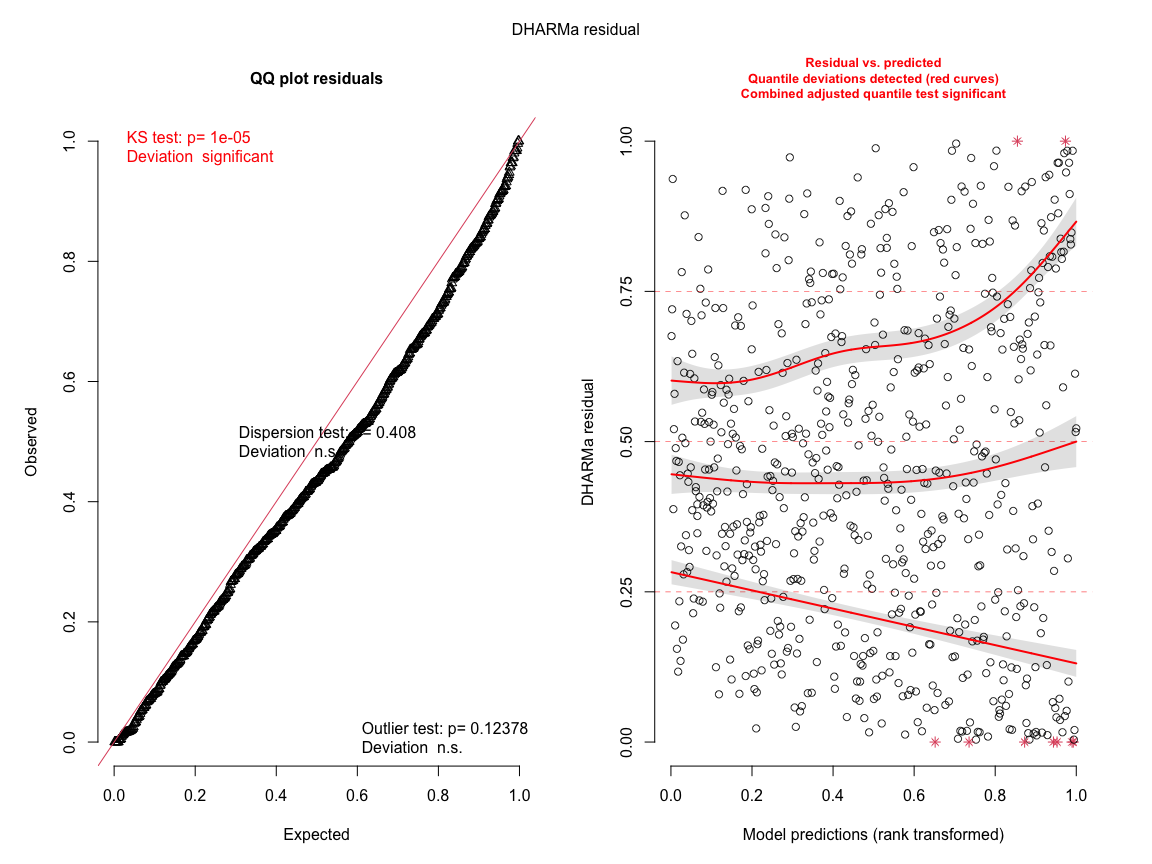 DHARMa residual
QQ plot residuals
KS test: p= 1e-05
Deviation  significant
Dispersion test: p= 0.408
Deviation  n.s.
Outlier test: p= 0.12378
Deviation  n.s.
Observed
0.0
0.2
0.4
0.6
0.8
1.0
0.0 0.2 0.4 0.6 0.8 1.0
Expected
Residual vs. predicted
Quantile deviations detected (red curves)
Combined adjusted quantile test significant
DHARMa residual
0.00
0.25
0.50
0.75
1.00
0.0 0.2 0.4 0.6 0.8 1.0
Model predictions (rank transformed)